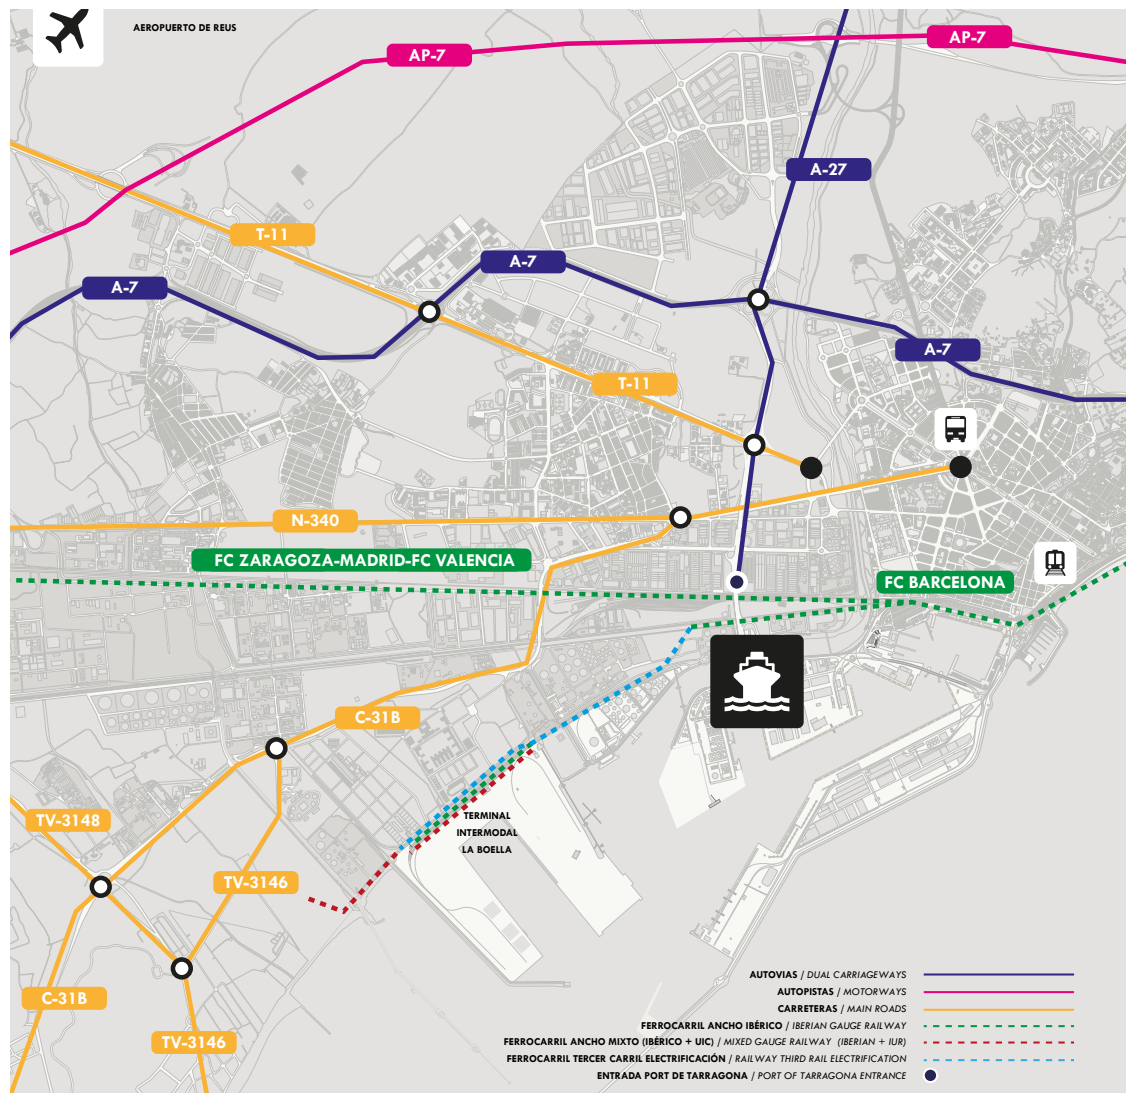 AEROPUERTO DE REUS
AP-7
AP-7
A-27
T-11
A-7
A-7
A-7
T-11
N-340
FC ZARAGOZA-MADRID-FC VALENCIA
FC BARCELONA
C-31B
TERMINAL
INTERMODAL
LA BOELLA
TV-3148
TV-3146
C-31B
TV-3146
AUTOVIAS / DUAL CARRIAGEWAYS
AUTOPISTAS / MOTORWAYS
CARRETERAS / MAIN ROADS
FERROCARRIL ANCHO IBÉRICO / IBERIAN GAUGE RAILWAY
FERROCARRIL ANCHO MIXTO (IBÉRICO + UIC) / MIXED GAUGE RAILWAY (IBERIAN + IUR)
FERROCARRIL TERCER CARRIL ELECTRIFICACIÓN / RAILWAY THIRD RAIL ELECTRIFICATION
ENTRADA PORT DE TARRAGONA / PORT OF TARRAGONA ENTRANCE